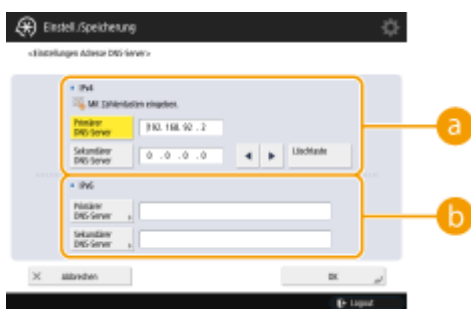 Einstell./Speicherung
<Einstellungen Adresse DNS-Server>
IPv4
Mit Zahlentasten eingeben.
Primärer
DNS-Server
192. 168. 92 . 2
Sekundärer
DNS-Server
0 . 0 . 0 . 0
Löschtaste
a
IPv6
Primärer
DNS-Server
Sekundärer
DNS-Server
b
Abbrechen
OK
Logout